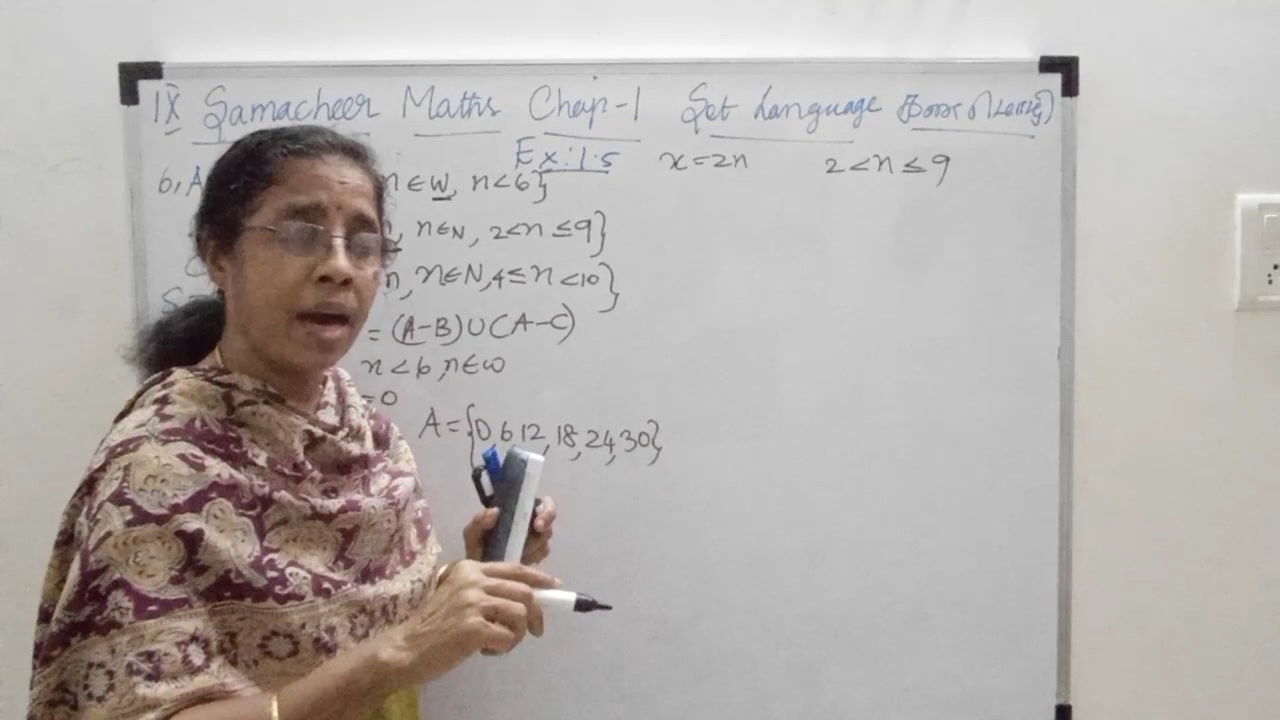 IX Samacheer Maths Chap-1 Set Language கணமொழி
Ex:1.5 x=2n 2<n≤9
6, A n∈W, n<6}
n∈N, 2<n≤9}
n, n∈N, 4≤n<10}
= (A-B)∪(A-C)
n<6, n∈W
=0
A={0,6,12,18,24,30}